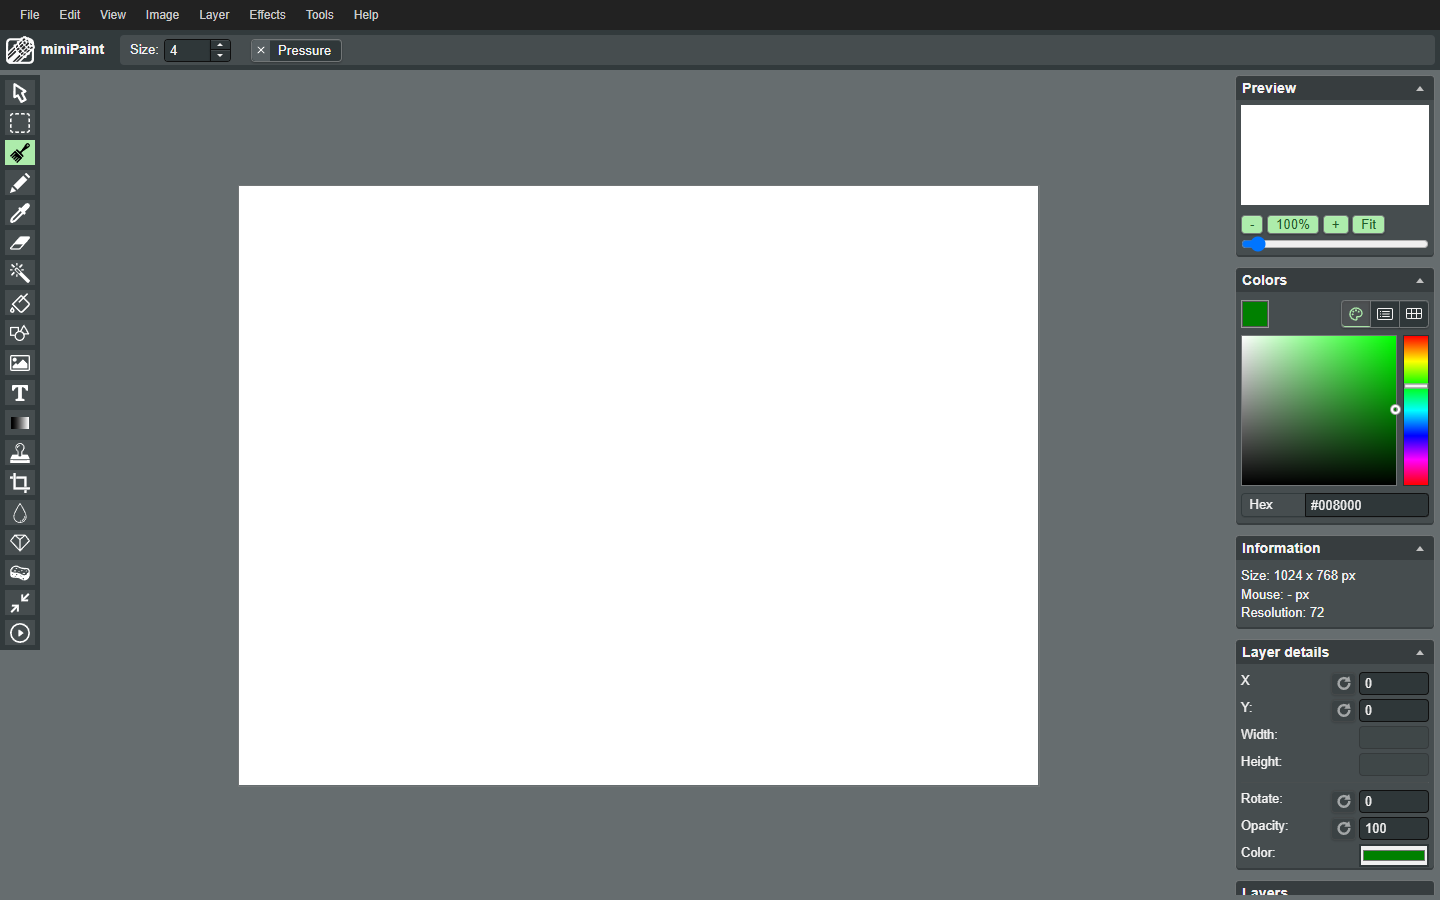 File Edit View Image Layer Effects Tools Help
miniPaint Size: 4 × Pressure
Preview
- 100% + Fit
Colors
Hex #008000
Information
Size: 1024 x 768 px
Mouse: - px
Resolution: 72
Layer details
X 0
Y: 0
Width:
Height:
Rotate: 0
Opacity: 100
Color:
Layers